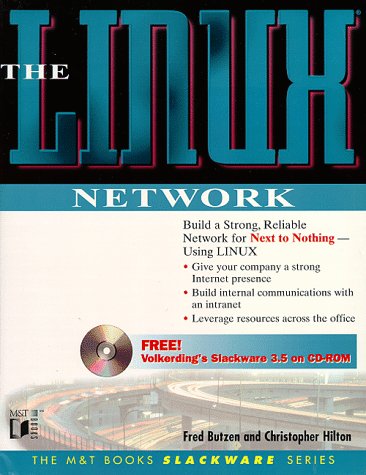 THE
LINUX®
NETWORK
Build a Strong, Reliable
Network for Next to Nothing —
Using LINUX
• Give your company a strong
Internet presence
• Build internal communications with
an intranet
• Leverage resources across the office
FREE!
Volkerding's Slackware 3.5 on CD-ROM
M&T
BOOKS™
Fred Butzen and Christopher Hilton
THE M&T BOOKS SLACKWARE SERIES